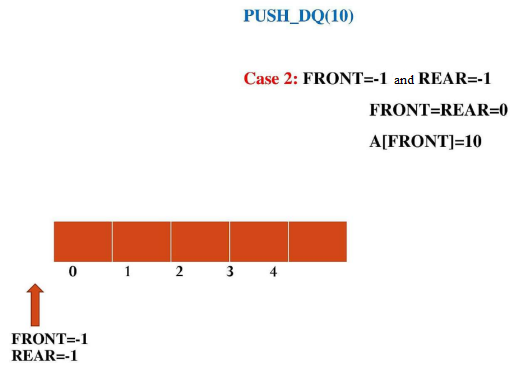 PUSH_DQ(10)
Case 2: FRONT=-1 and REAR=-1
FRONT=REAR=0
A[FRONT]=10
0 1 2 3 4
FRONT=-1
REAR=-1